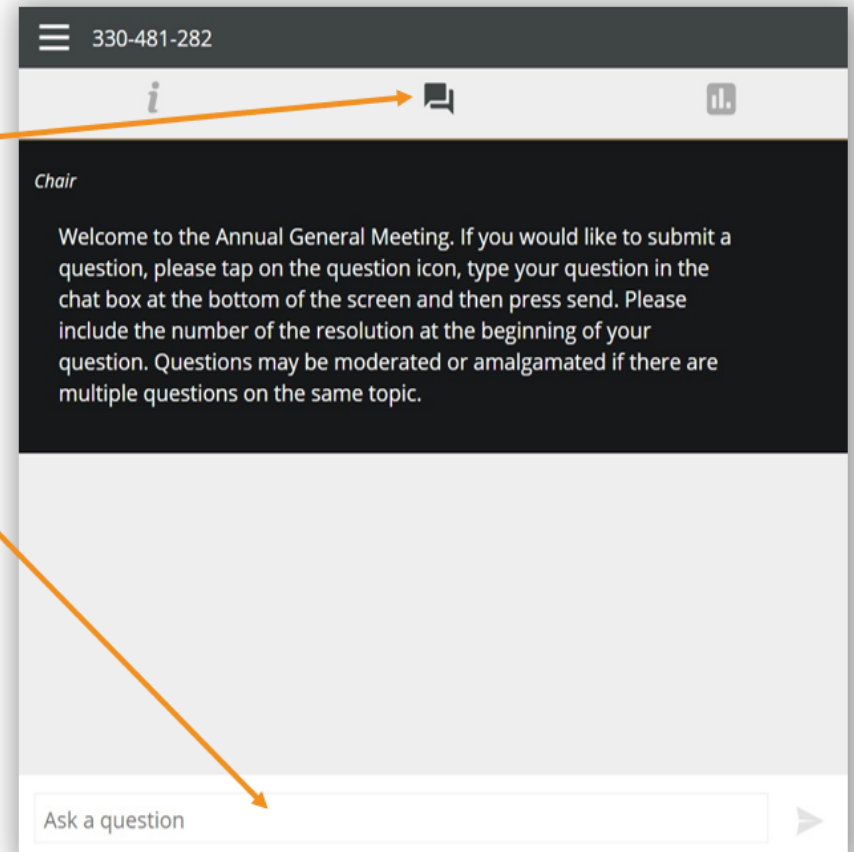 330-481-282
i
Chair
Welcome to the Annual General Meeting. If you would like to submit a
question, please tap on the question icon, type your question in the
chat box at the bottom of the screen and then press send. Please
include the number of the resolution at the beginning of your
question. Questions may be moderated or amalgamated if there are
multiple questions on the same topic.
Ask a question